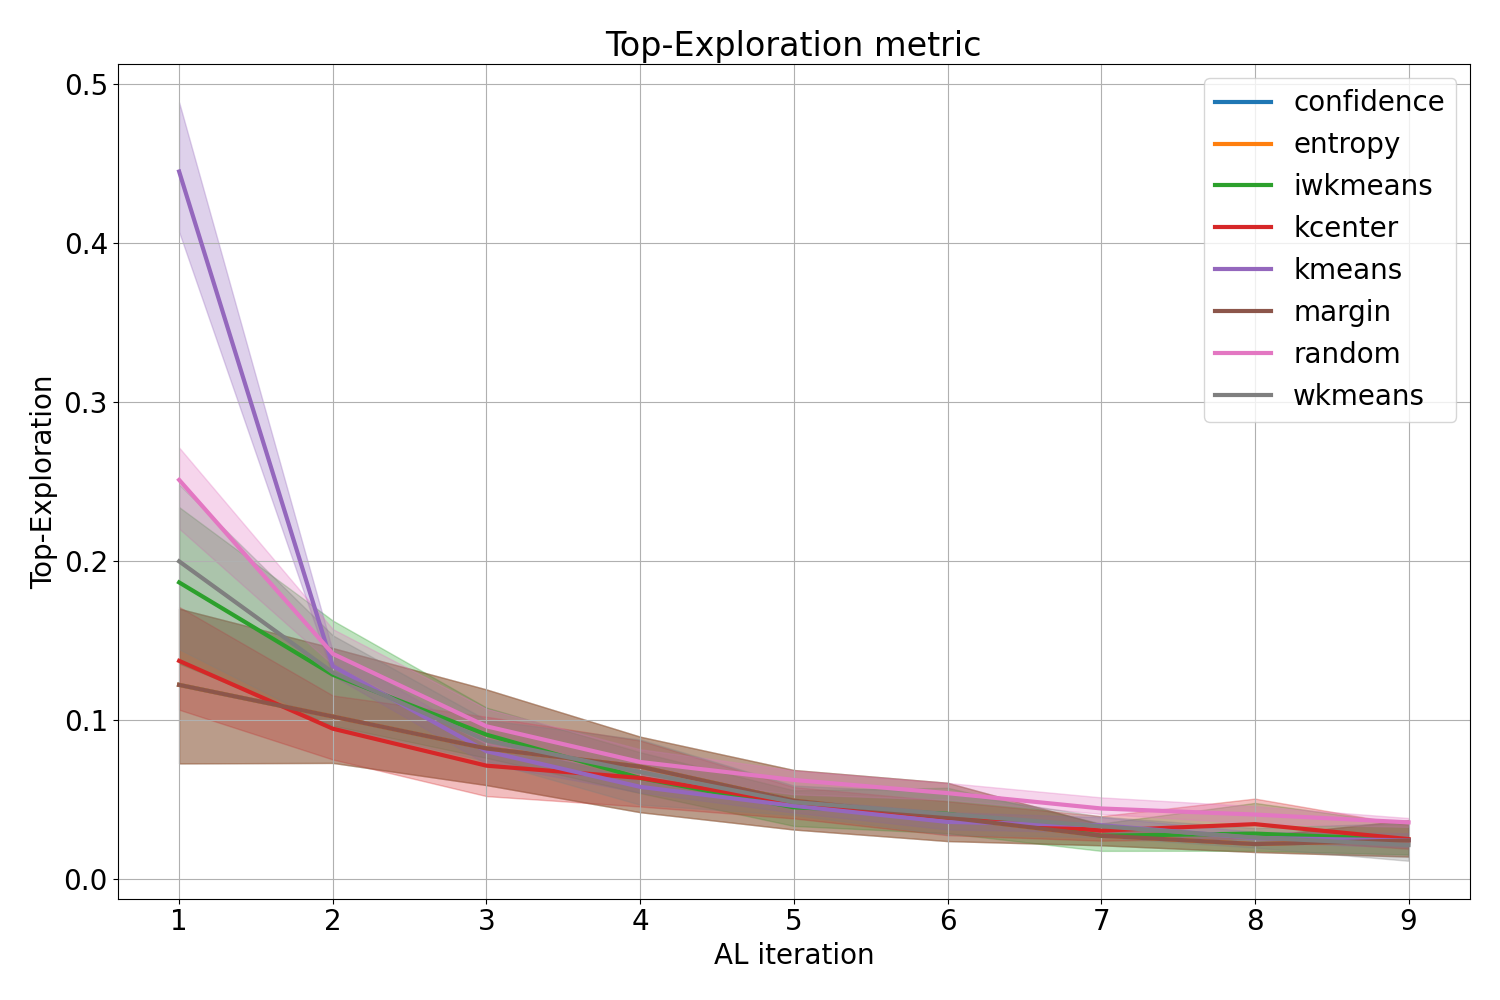 Top-Exploration metric
0.5
0.4
0.3
0.2
0.1
0.0
Top-Exploration
confidence
entropy
iwkmeans
kcenter
kmeans
margin
random
wkmeans
1 2 3 4 5 6 7 8 9
AL iteration